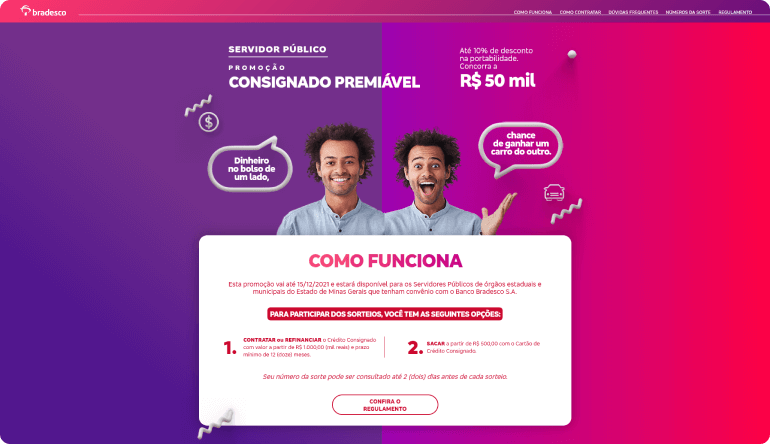 bradesco
COMO FUNCIONA COMO CONTRATAR DÚVIDAS FREQUENTES NÚMEROS DA SORTE REGULAMENTO
SERVIDOR PÚBLICO
PROMOÇÃO
CONSIGNADO PREMIÁVEL
Até 10% de desconto
na portabilidade.
Concorra a
R$ 50 mil
Dinheiro
no bolso de
um lado,
chance
de ganhar um
carro do outro.
COMO FUNCIONA
Esta promoção vai até 15/12/2021 e estará disponível para os Servidores Públicos de órgãos estaduais e
municipais do Estado de Minas Gerais que tenham convênio com o Banco Bradesco S.A.
PARA PARTICIPAR DOS SORTEIOS, VOCÊ TEM AS SEGUINTES OPÇÕES:
1.
CONTRATAR ou REFINANCIAR o Crédito Consignado
com valor a partir de R$ 1.000,00 (mil reais) e prazo
mínimo de 12 (doze) meses.
2.
SACAR a partir de R$ 500,00 com o Cartão de
Crédito Consignado.
Seu número da sorte pode ser consultado até 2 (dois) dias antes de cada sorteio.
CONFIRA O
REGULAMENTO